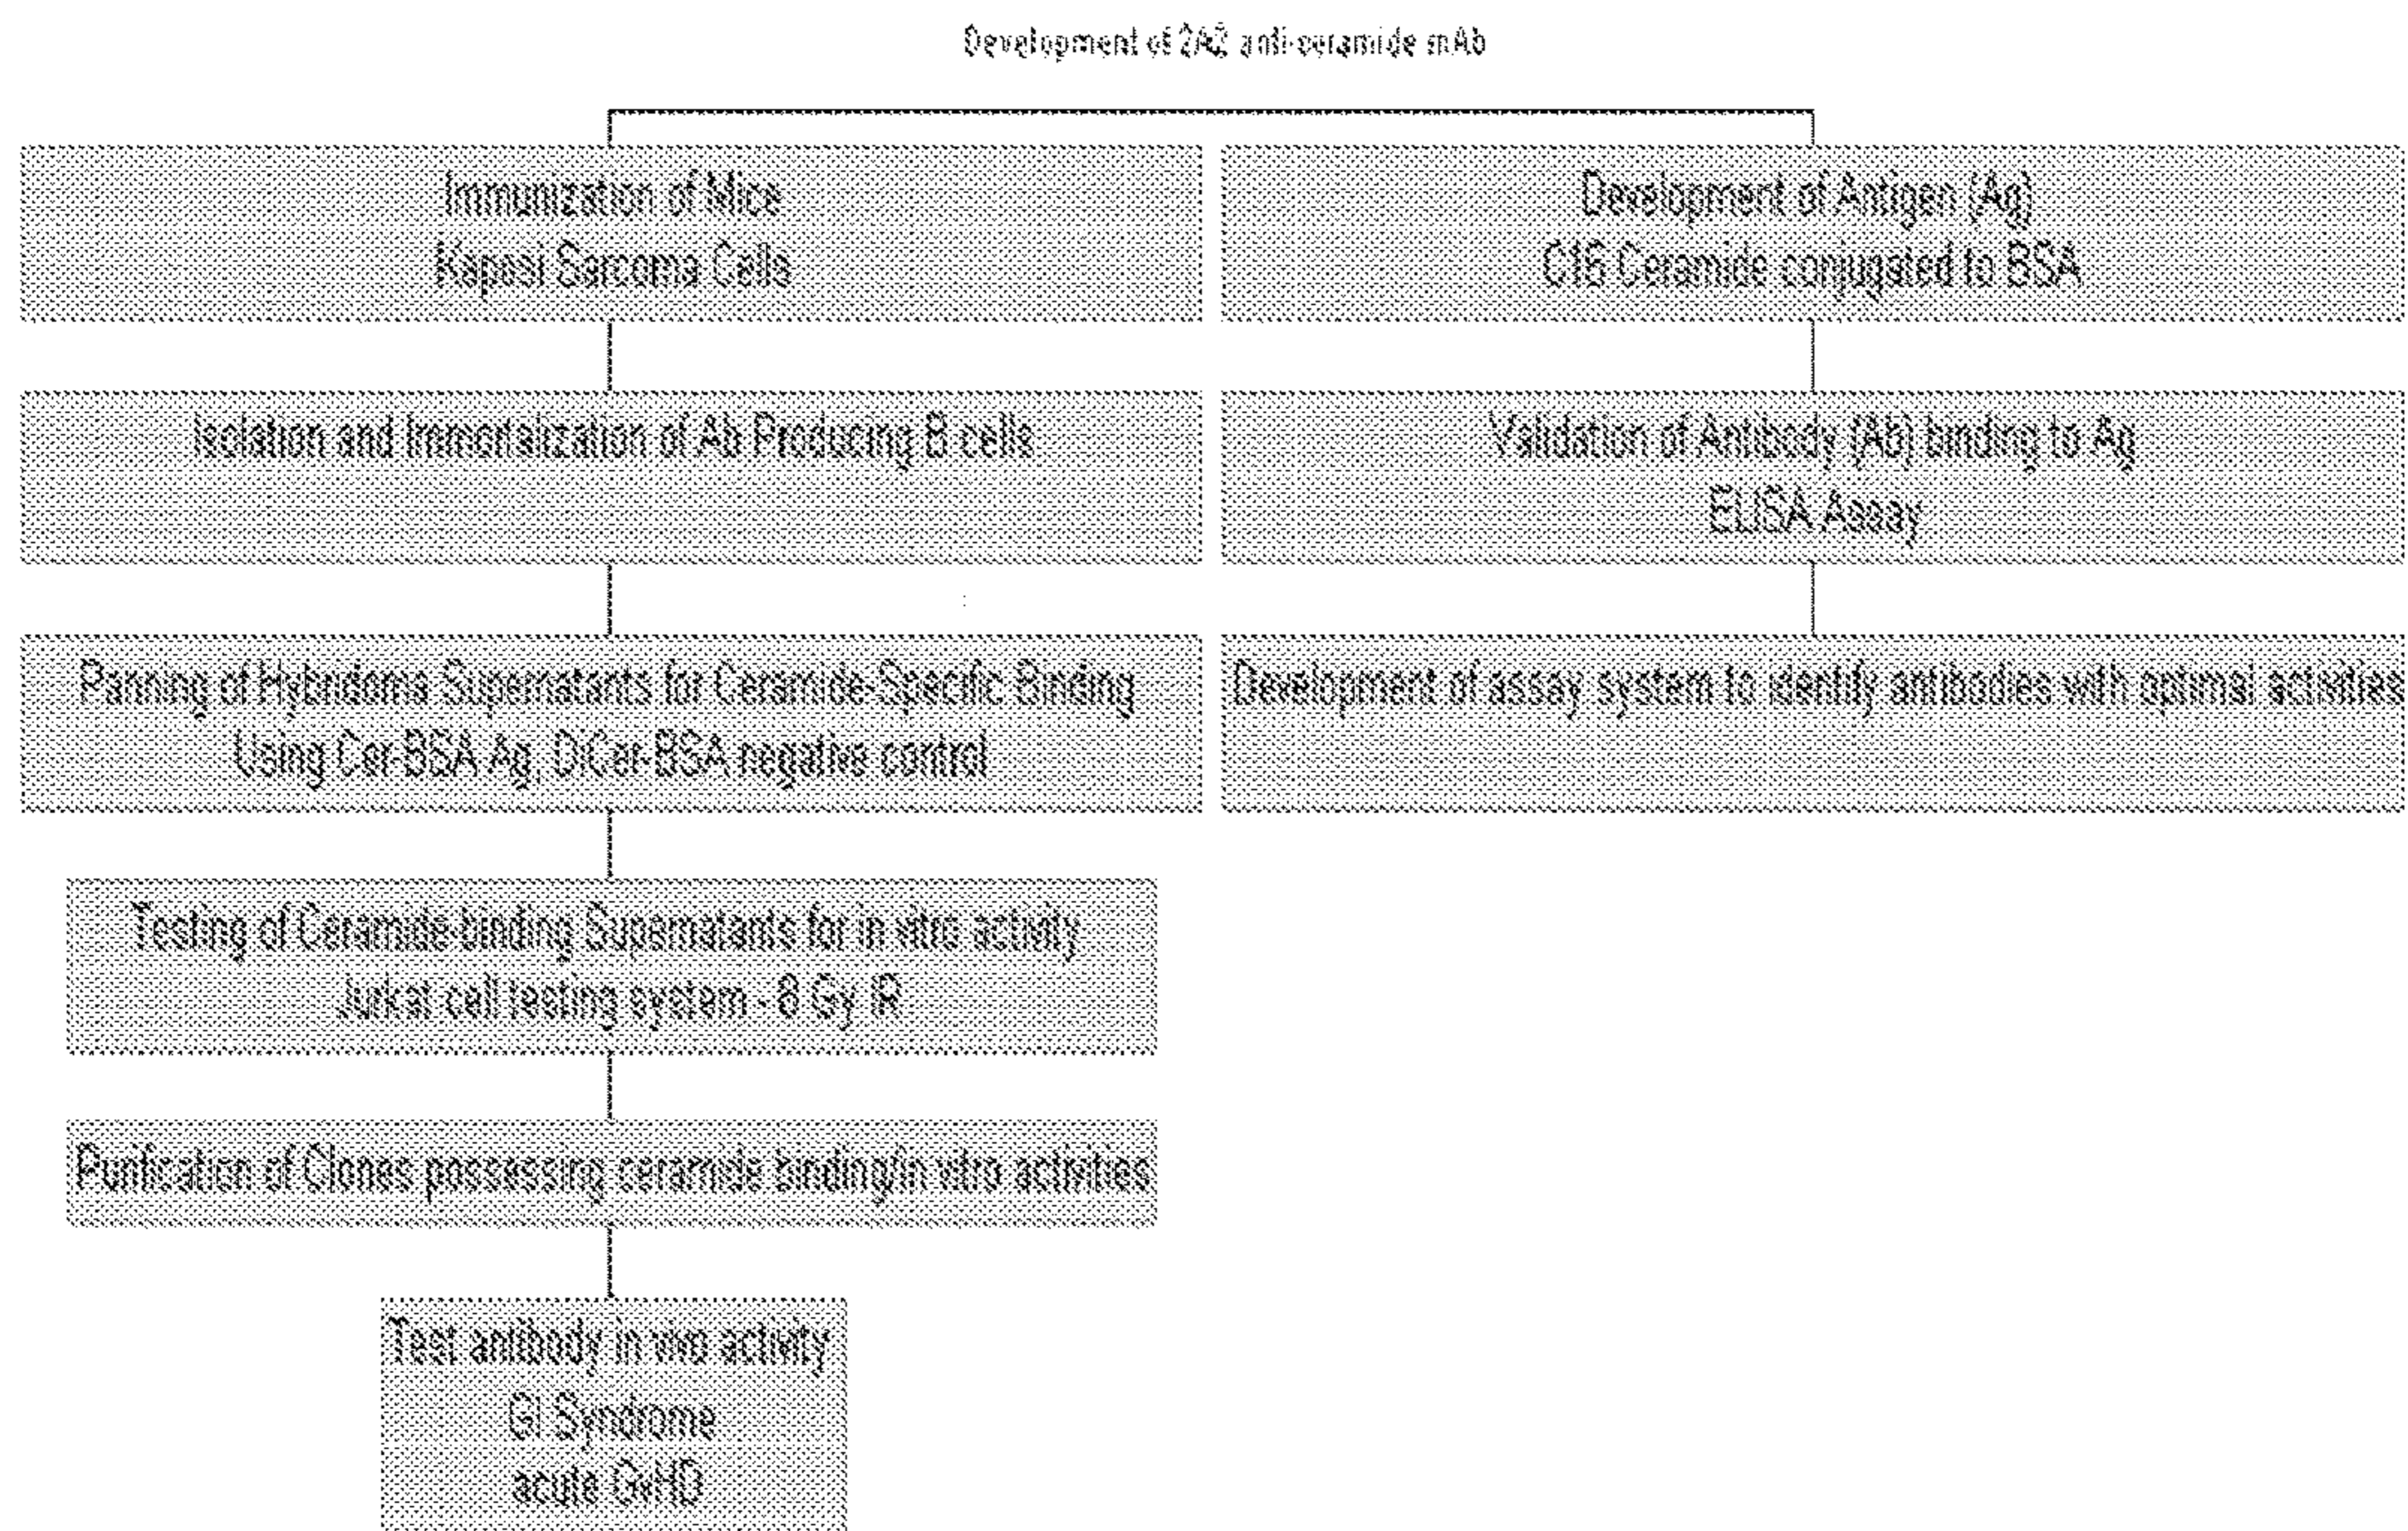 Development of 2A2 anti-ceramide mAb
Immunization of Mice
Kaposi Sarcoma Cells
Development of Antigen (Ag)
C16 Ceramide conjugated to BSA
Isolation and Immortalization of Ab Producing B cells
Validation of Antibody (Ab) binding to Ag
ELISA Assay
Panning of Hybridoma Supernatants for Ceramide-Specific Binding
Using Cer-BSA Ag, DiCer-BSA negative control
Development of assay system to identify antibodies with optimal activities
Testing of Ceramide-binding Supernatants for in vitro activity
Jurkat cell testing system - 8 Gy IR
Purification of Clones possessing ceramide binding/in vitro activities
Test antibody in vivo activity
GI Syndrome
acute GvHD